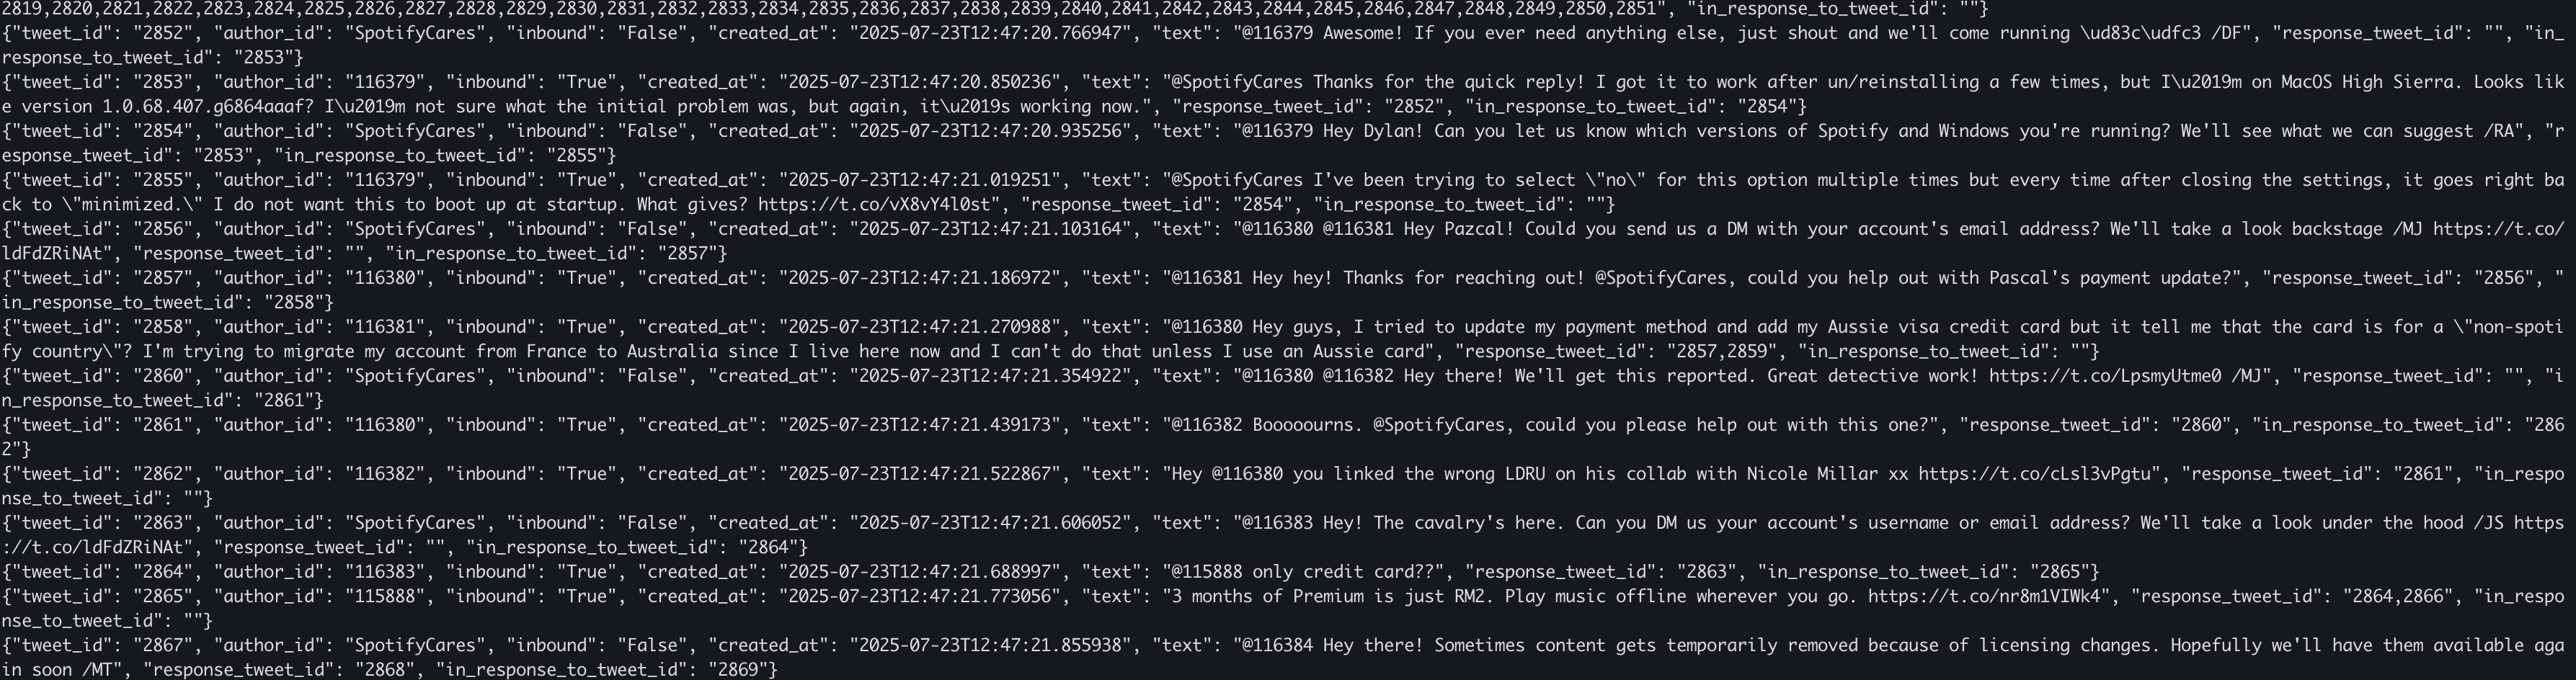 2819,2820,2821,2822,2823,2824,2825,2826,2827,2828,2829,2830,2831,2832,2833,2834,2835,2836,2837,2838,2839,2840,2841,2842,2843,2844,2845,2846,2847,2848,2849,2850,2851", "in_response_to_tweet_id": ""}
{"tweet_id": "2852", "author_id": "SpotifyCares", "inbound": "False", "created_at": "2025-07-23T12:47:20.766947", "text": "@116379 Awesome! If you ever need anything else, just shout and we'll come running \ud83c\udfc3 /DF", "response_tweet_id": "", "in_
response_to_tweet_id": "2853"}
{"tweet_id": "2853", "author_id": "116379", "inbound": "True", "created_at": "2025-07-23T12:47:20.850236", "text": "@SpotifyCares Thanks for the quick reply! I got it to work after un/reinstalling a few times, but I\u2019m on MacOS High Sierra. Looks lik
e version 1.0.68.407.g6864aaaf? I\u2019m not sure what the initial problem was, but again, it\u2019s working now.", "response_tweet_id": "2852", "in_response_to_tweet_id": "2854"}
{"tweet_id": "2854", "author_id": "SpotifyCares", "inbound": "False", "created_at": "2025-07-23T12:47:20.935256", "text": "@116379 Hey Dylan! Can you let us know which versions of Spotify and Windows you're running? We'll see what we can suggest /RA", "r
esponse_tweet_id": "2853", "in_response_to_tweet_id": "2855"}
{"tweet_id": "2855", "author_id": "116379", "inbound": "True", "created_at": "2025-07-23T12:47:21.019251", "text": "@SpotifyCares I've been trying to select \"no\" for this option multiple times but every time after closing the settings, it goes right ba
ck to \"minimized.\" I do not want this to boot up at startup. What gives? https://t.co/vX8vY4l0st", "response_tweet_id": "2854", "in_response_to_tweet_id": ""}
{"tweet_id": "2856", "author_id": "SpotifyCares", "inbound": "False", "created_at": "2025-07-23T12:47:21.103164", "text": "@116380 @116381 Hey Pazcal! Could you send us a DM with your account's email address? We'll take a look backstage /MJ https://t.co/
ldFdZRiNAt", "response_tweet_id": "", "in_response_to_tweet_id": "2857"}
{"tweet_id": "2857", "author_id": "116380", "inbound": "True", "created_at": "2025-07-23T12:47:21.186972", "text": "@116381 Hey hey! Thanks for reaching out! @SpotifyCares, could you help out with Pascal's payment update?", "response_tweet_id": "2856", "
in_response_to_tweet_id": "2858"}
{"tweet_id": "2858", "author_id": "116381", "inbound": "True", "created_at": "2025-07-23T12:47:21.270988", "text": "@116380 Hey guys, I tried to update my payment method and add my Aussie visa credit card but it tell me that the card is for a \"non-spoti
fy country\"? I'm trying to migrate my account from France to Australia since I live here now and I can't do that unless I use an Aussie card", "response_tweet_id": "2857,2859", "in_response_to_tweet_id": ""}
{"tweet_id": "2860", "author_id": "SpotifyCares", "inbound": "False", "created_at": "2025-07-23T12:47:21.354922", "text": "@116380 @116382 Hey there! We'll get this reported. Great detective work! https://t.co/LpsmyUtme0 /MJ", "response_tweet_id": "", "i
n_response_to_tweet_id": "2861"}
{"tweet_id": "2861", "author_id": "116380", "inbound": "True", "created_at": "2025-07-23T12:47:21.439173", "text": "@116382 Booooourns. @SpotifyCares, could you please help out with this one?", "response_tweet_id": "2860", "in_response_to_tweet_id": "286
2"}
{"tweet_id": "2862", "author_id": "116382", "inbound": "True", "created_at": "2025-07-23T12:47:21.522867", "text": "Hey @116380 you linked the wrong LDRU on his collab with Nicole Millar xx https://t.co/cLsl3vPgtu", "response_tweet_id": "2861", "in_respo
nse_to_tweet_id": ""}
{"tweet_id": "2863", "author_id": "SpotifyCares", "inbound": "False", "created_at": "2025-07-23T12:47:21.606052", "text": "@116383 Hey! The cavalry's here. Can you DM us your account's username or email address? We'll take a look under the hood /JS https
://t.co/ldFdZRiNAt", "response_tweet_id": "", "in_response_to_tweet_id": "2864"}
{"tweet_id": "2864", "author_id": "116383", "inbound": "True", "created_at": "2025-07-23T12:47:21.688997", "text": "@115888 only credit card??", "response_tweet_id": "2863", "in_response_to_tweet_id": "2865"}
{"tweet_id": "2865", "author_id": "115888", "inbound": "True", "created_at": "2025-07-23T12:47:21.773056", "text": "3 months of Premium is just RM2. Play music offline wherever you go. https://t.co/nr8m1VIWk4", "response_tweet_id": "2864,2866", "in_respo
nse_to_tweet_id": ""}
{"tweet_id": "2867", "author_id": "SpotifyCares", "inbound": "False", "created_at": "2025-07-23T12:47:21.855938", "text": "@116384 Hey there! Sometimes content gets temporarily removed because of licensing changes. Hopefully we'll have them available aga
in soon /MT", "response_tweet_id": "2868", "in_response_to_tweet_id": "2869"}